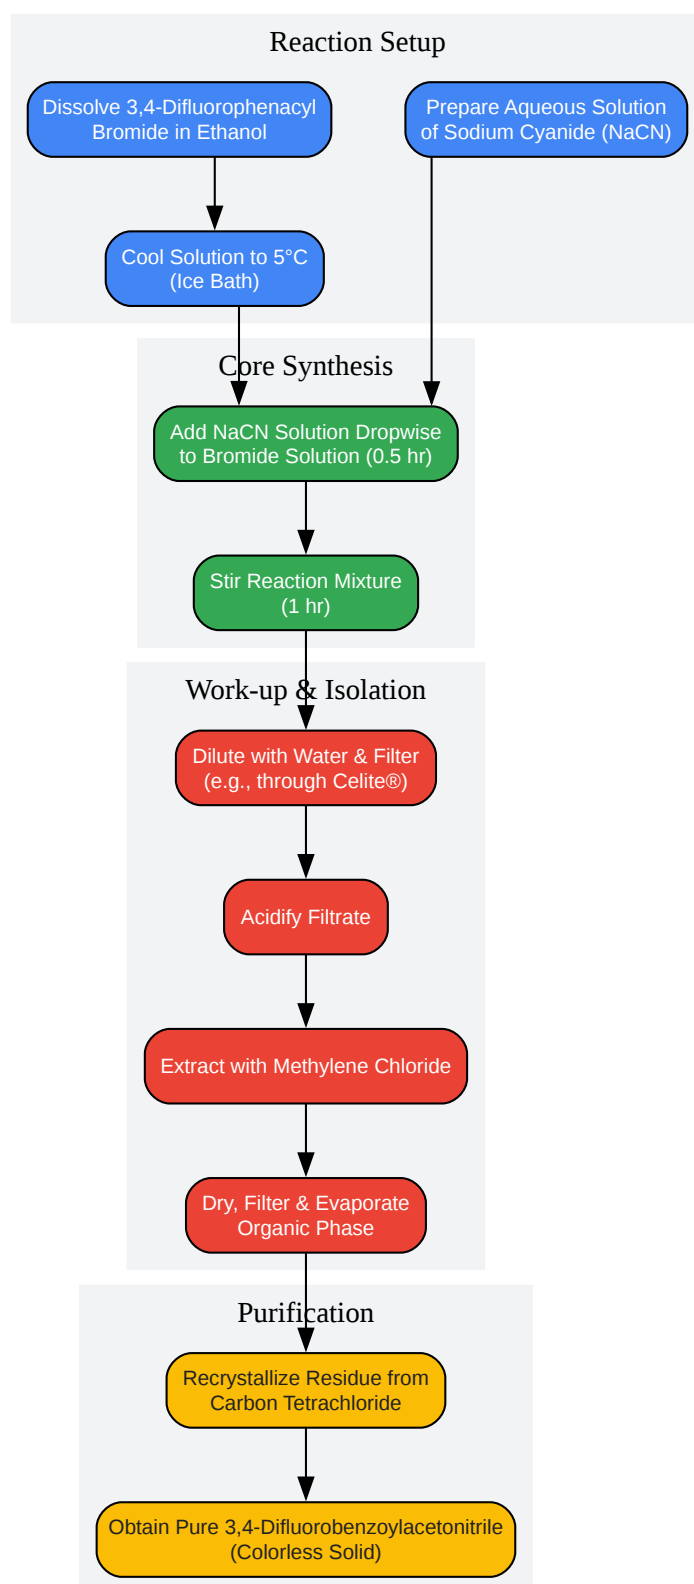 Reaction Setup
Dissolve 3,4-Difluorophenacyl
Bromide in Ethanol
Prepare Aqueous Solution
of Sodium Cyanide (NaCN)
Cool Solution to 5°C
(Ice Bath)
Core Synthesis
Add NaCN Solution Dropwise
to Bromide Solution (0.5 hr)
Stir Reaction Mixture
(1 hr)
Work-up & Isolation
Dilute with Water & Filter
(e.g., through Celite®)
Acidify Filtrate
Extract with Methylene Chloride
Dry, Filter & Evaporate
Organic Phase
Purification
Recrystallize Residue from
Carbon Tetrachloride
Obtain Pure 3,4-Difluorobenzoylacetonitrile
(Colorless Solid)